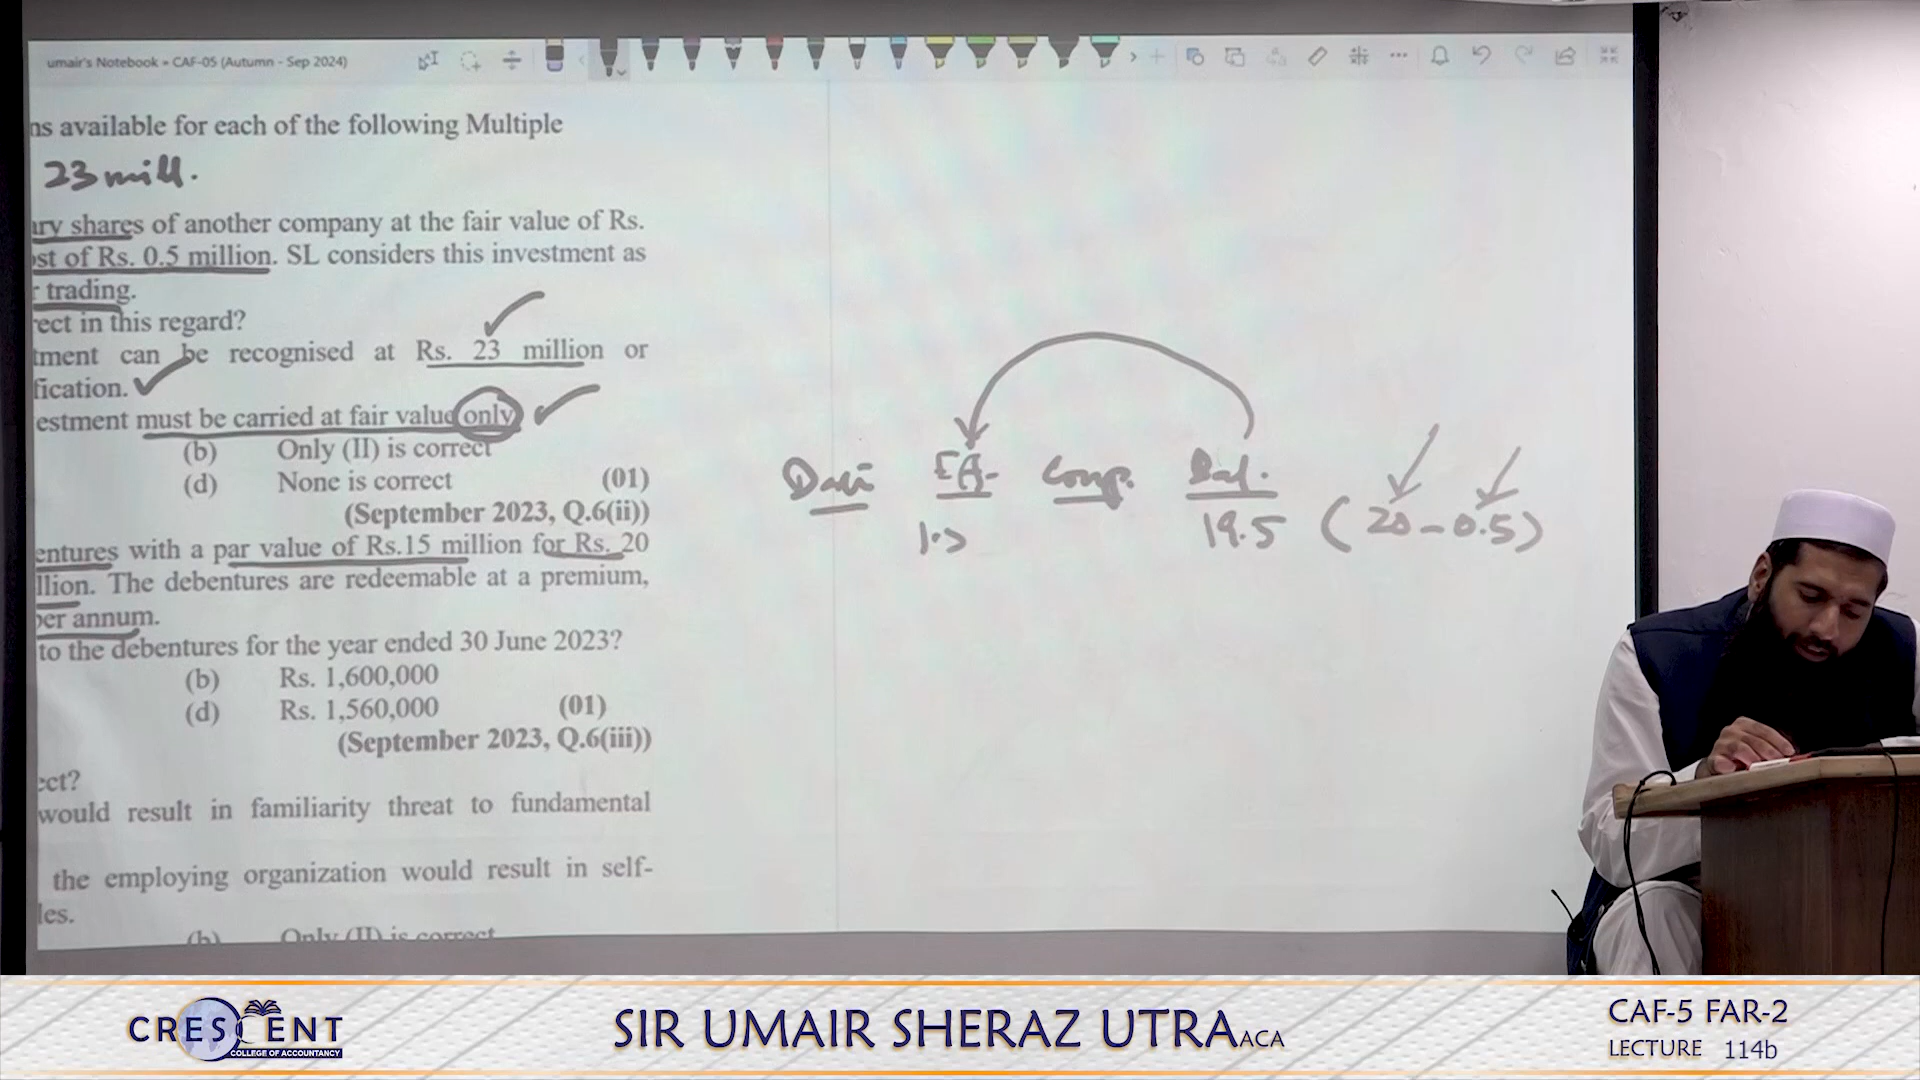 umair's Notebook » CAF-05 (Autumn - Sep 2024)
ns available for each of the following Multiple
23 mill.
ary shares of another company at the fair value of Rs.
ost of Rs. 0.5 million. SL considers this investment as
r trading.
rect in this regard?
tment can be recognised at Rs. 23 million or
fication.
estment must be carried at fair value only
(b) Only (II) is correct
(d) None is correct (01)
(September 2023, Q.6(ii))
entures with a par value of Rs.15 million for Rs. 20
llion. The debentures are redeemable at a premium,
per annum.
to the debentures for the year ended 30 June 2023?
(b) Rs. 1,600,000
(d) Rs. 1,560,000 (01)
(September 2023, Q.6(iii))
ect?
would result in familiarity threat to fundamental
the employing organization would result in self-
les.
(b) Only (II) is correct
Bal.
19.5 (20 - 0.5)
CRESCENT
COLLEGE OF ACCOUNTANCY
SIR UMAIR SHERAZ UTRA ACA
CAF-5 FAR-2
LECTURE 114b